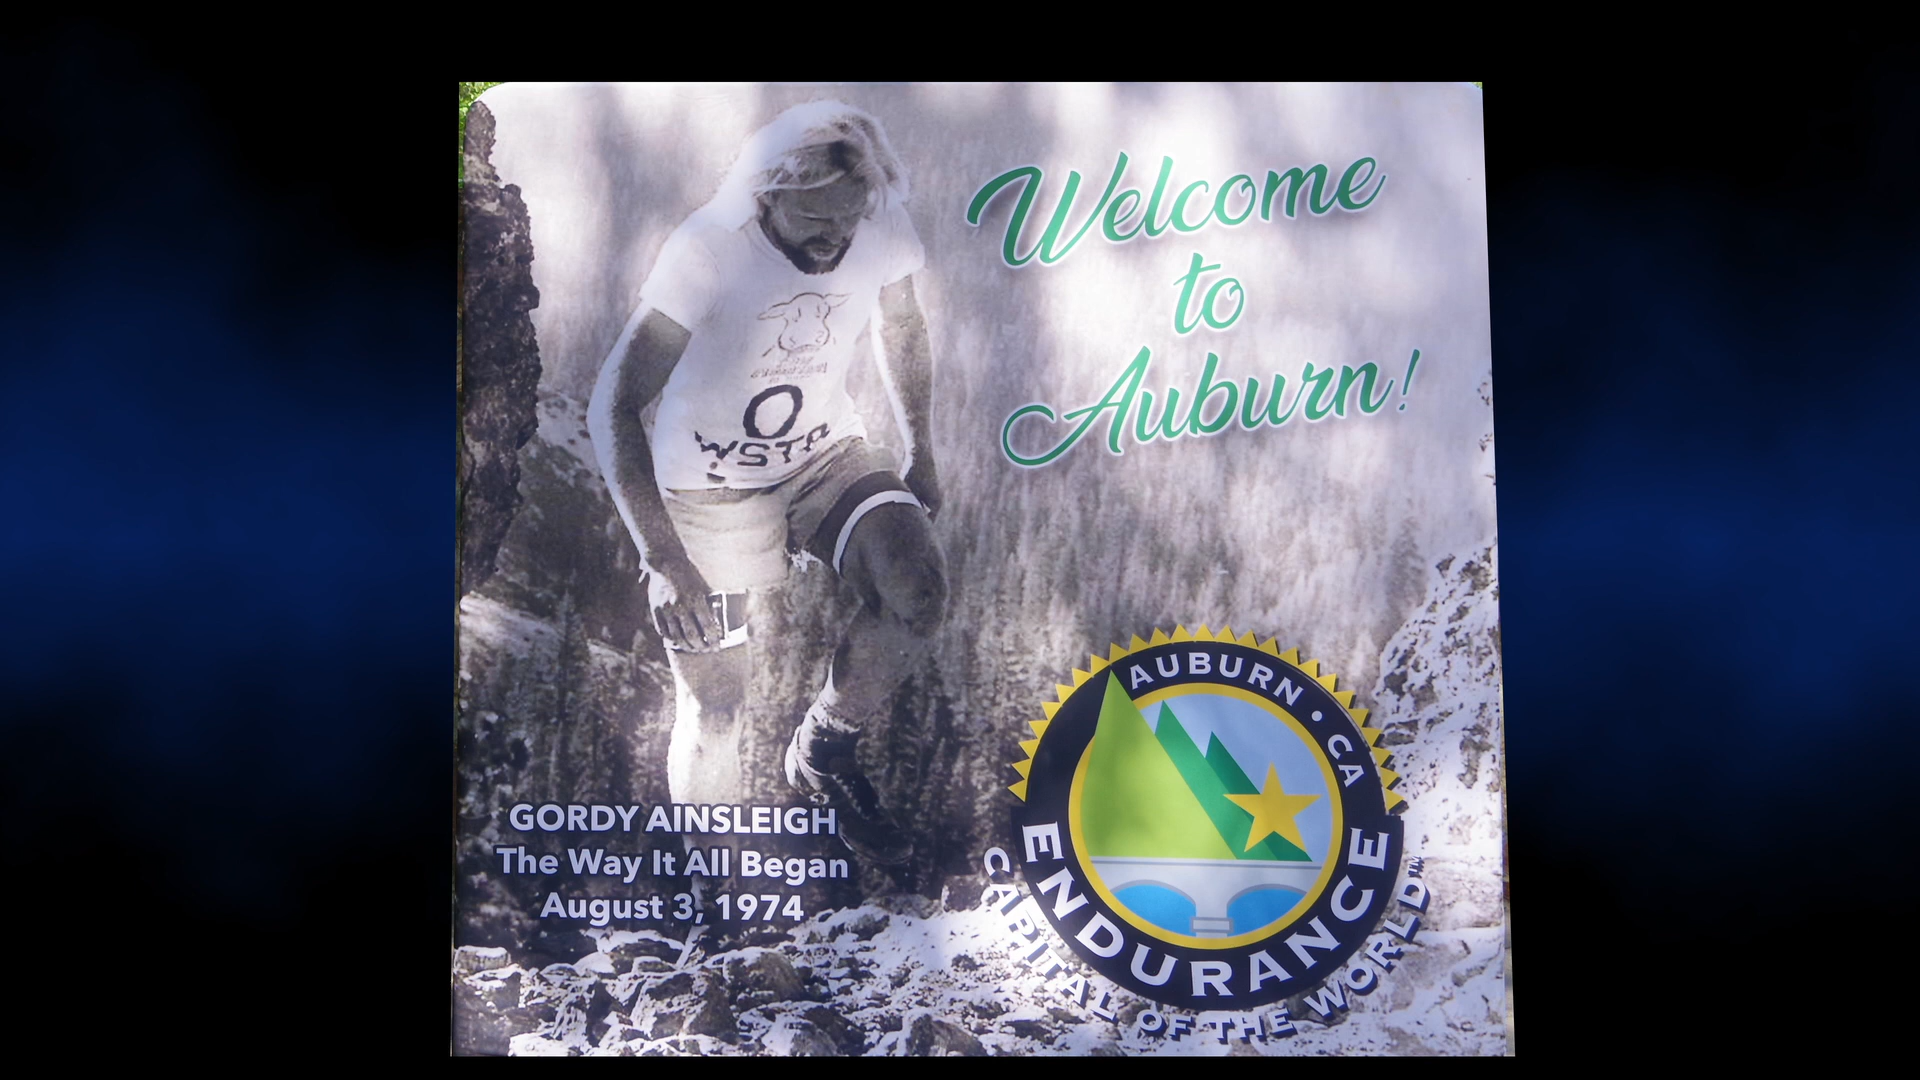 Welcome
to
Auburn!
O
WSTR
GORDY AINSLEIGH
The Way It All Began
August 3, 1974
AUBURN • CA
ENDURANCE
CAPITAL OF THE WORLD™